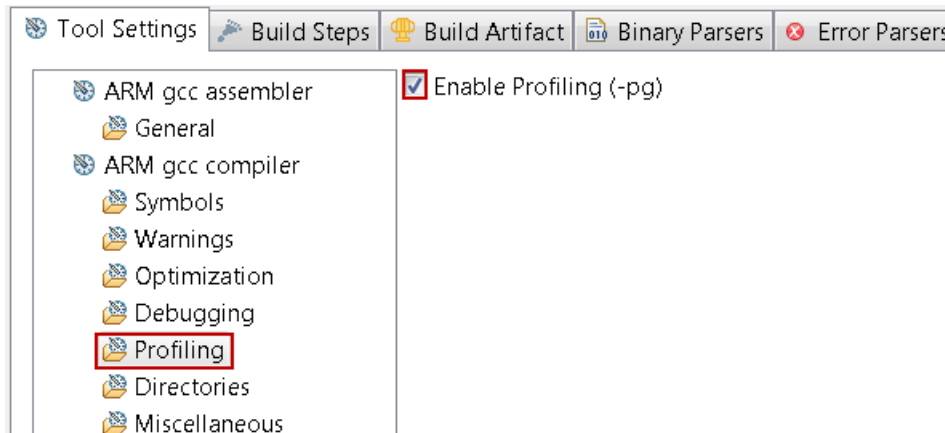 Tool Settings Build Steps Build Artifact Binary Parsers Error Parsers
ARM gcc assembler
Enable Profiling (-pg)
General
ARM gcc compiler
Symbols
Warnings
Optimization
Debugging
Profiling
Directories
Miscellaneous